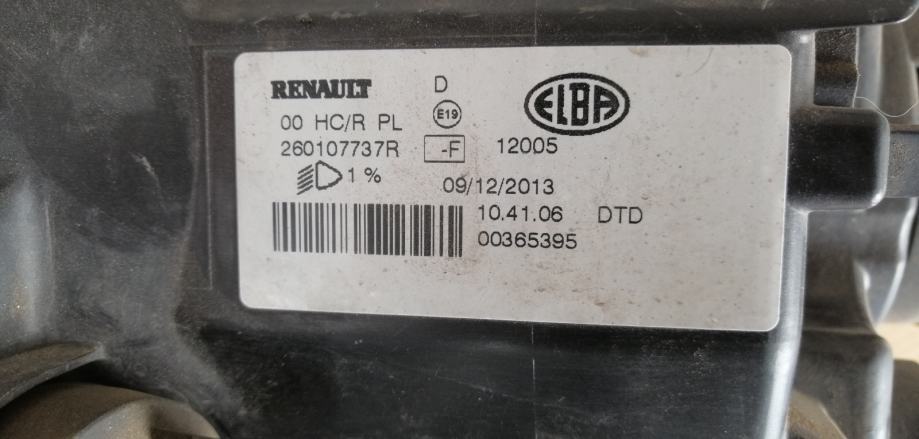 RENAULT D ELBA
E19
00 HC/R PL
260107737R -F 12005
1 % 09/12/2013
10.41.06 DTD
00365395